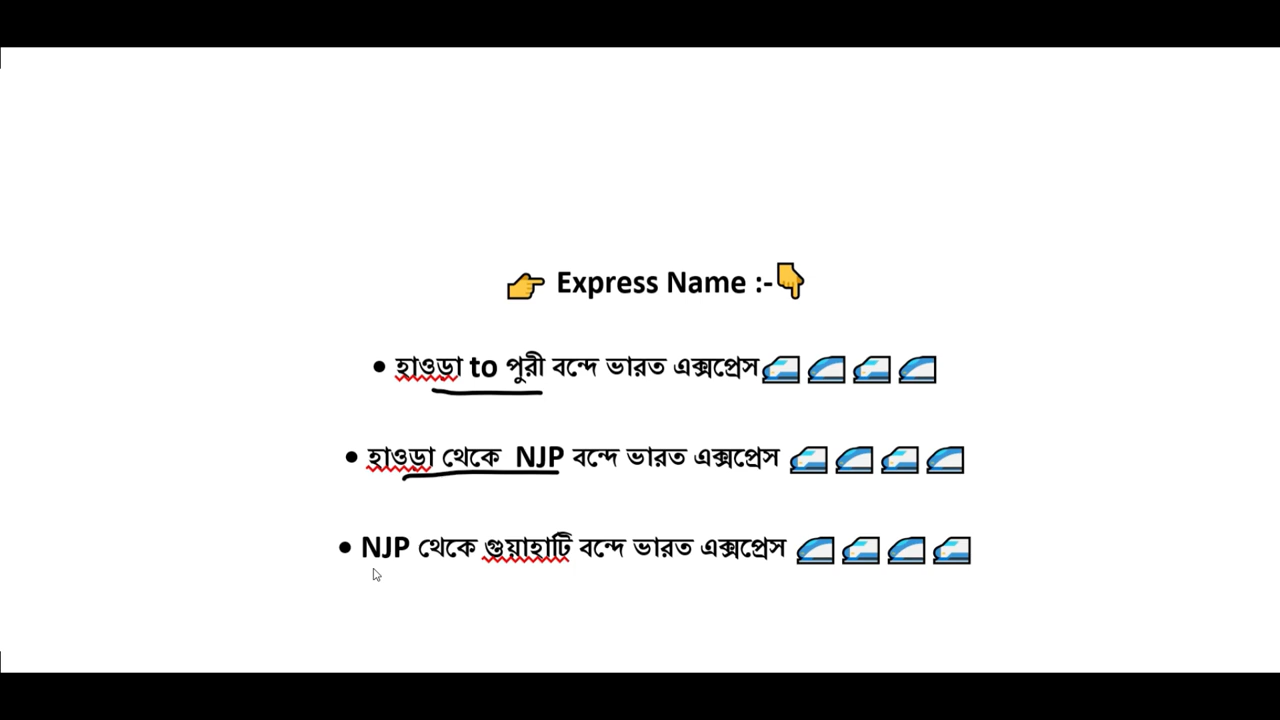 👉 Express Name :-👇
• হাওড়া to পুরী বন্দে ভারত এক্সপ্রেস🚅🚄🚅🚄
• হাওড়া থেকে NJP বন্দে ভারত এক্সপ্রেস 🚅🚄🚅🚄
• NJP থেকে গুয়াহাটি বন্দে ভারত এক্সপ্রেস 🚄🚅🚄🚅